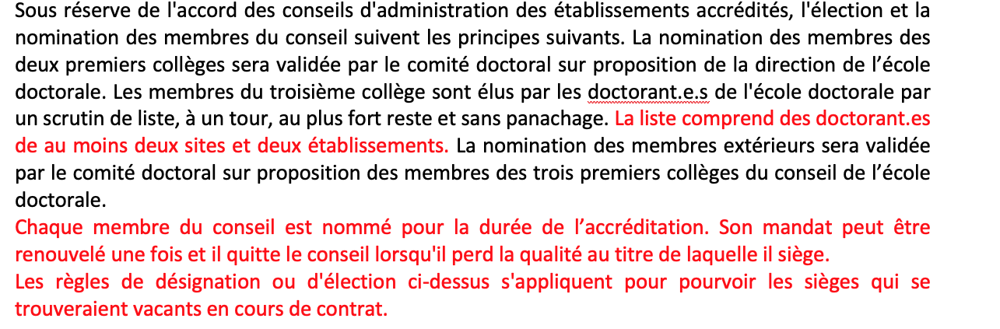 Sous réserve de l'accord des conseils d'administration des établissements accrédités, l'élection et la
nomination des membres du conseil suivent les principes suivants. La nomination des membres des
deux premiers collèges sera validée par le comité doctoral sur proposition de la direction de l’école
doctorale. Les membres du troisième collège sont élus par les doctorant.e.s de l'école doctorale par
un scrutin de liste, à un tour, au plus fort reste et sans panachage. La liste comprend des doctorant.es
de au moins deux sites et deux établissements. La nomination des membres extérieurs sera validée
par le comité doctoral sur proposition des membres des trois premiers collèges du conseil de l’école
doctorale.
Chaque membre du conseil est nommé pour la durée de l’accréditation. Son mandat peut être
renouvelé une fois et il quitte le conseil lorsqu'il perd la qualité au titre de laquelle il siège.
Les règles de désignation ou d'élection ci-dessus s'appliquent pour pourvoir les sièges qui se
trouveraient vacants en cours de contrat.